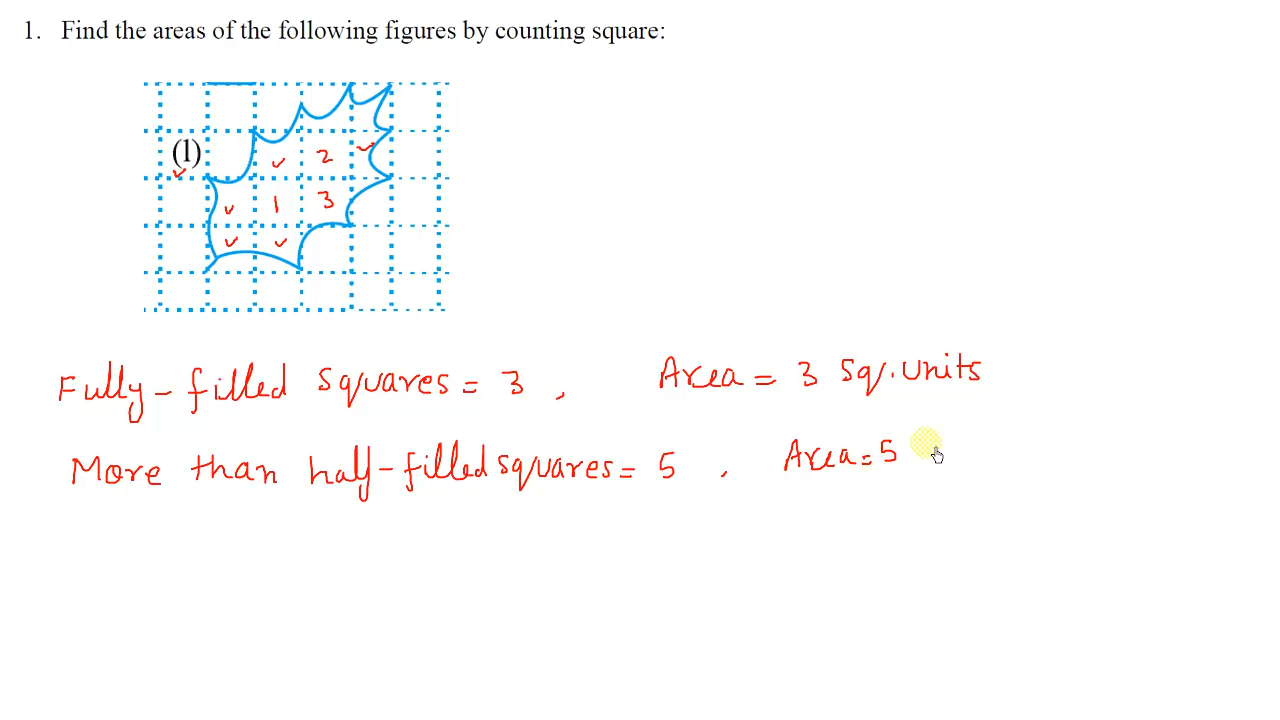 1. Find the areas of the following figures by counting square:
(l)
2
1 3
Fully-filled squares = 3 , Area = 3 Sq. units
More than half-filled squares = 5 , Area = 5